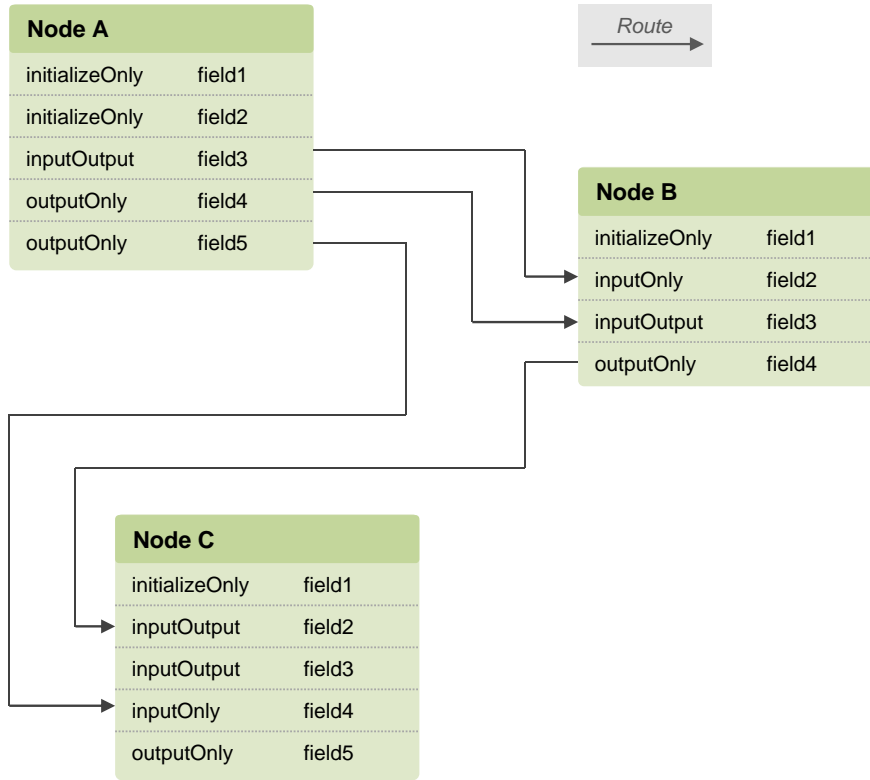 Node A
initializeOnly field1
initializeOnly field2
inputOutput field3
outputOnly field4
outputOnly field5
Route
Node B
initializeOnly field1
inputOnly field2
inputOutput field3
outputOnly field4
Node C
initializeOnly field1
inputOutput field2
inputOutput field3
inputOnly field4
outputOnly field5